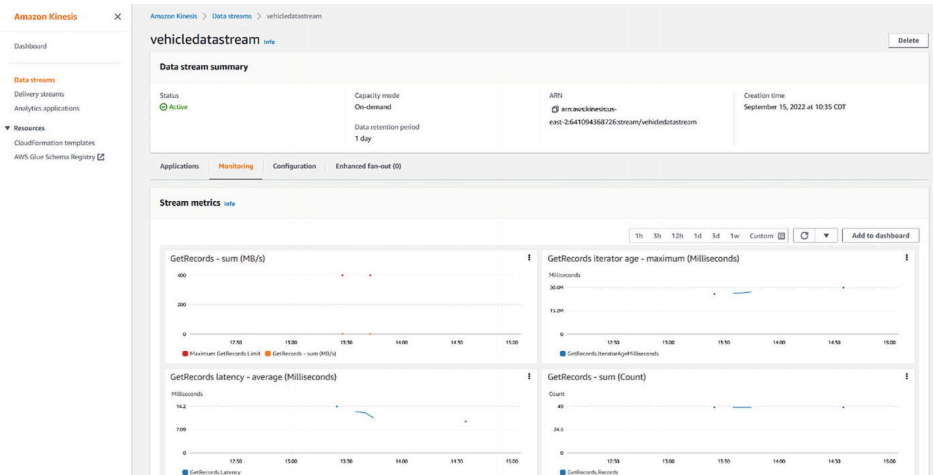 Amazon Kinesis
Amazon Kinesis > Data streams > vehicledatastream
vehicledatastream Info
Delete
Dashboard
Data streams
Delivery streams
Analytics applications
Resources
CloudFormation templates
AWS Glue Schema Registry
Data stream summary
Status
Active
Capacity mode
On-demand
Data retention period
1 day
ARN
arn:aws:kinesis:us-
east-2:641094368726:stream/vehicledatastream
Creation time
September 15, 2022 at 10:35 CDT
Applications Monitoring Configuration Enhanced fan-out (0)
Stream metrics Info
1h 3h 12h 1d 3d 1w Custom Add to dashboard
GetRecords - sum (MB/s)
400
200
0
12:30 13:00 13:30 14:00 14:30 15:00
Maximum GetRecords Limit GetRecords - sum (MB/s)
GetRecords iterator age - maximum (Milliseconds)
Milliseconds
30.4M
15.2M
0
12:30 13:00 13:30 14:00 14:30 15:00
GetRecords.IteratorAgeMilliseconds
GetRecords latency - average (Milliseconds)
Milliseconds
14.2
7.09
0
12:30 13:00 13:30 14:00 14:30 15:00
GetRecords.Latency
GetRecords - sum (Count)
Count
49
24.5
0
12:30 13:00 13:30 14:00 14:30 15:00
GetRecords.Records